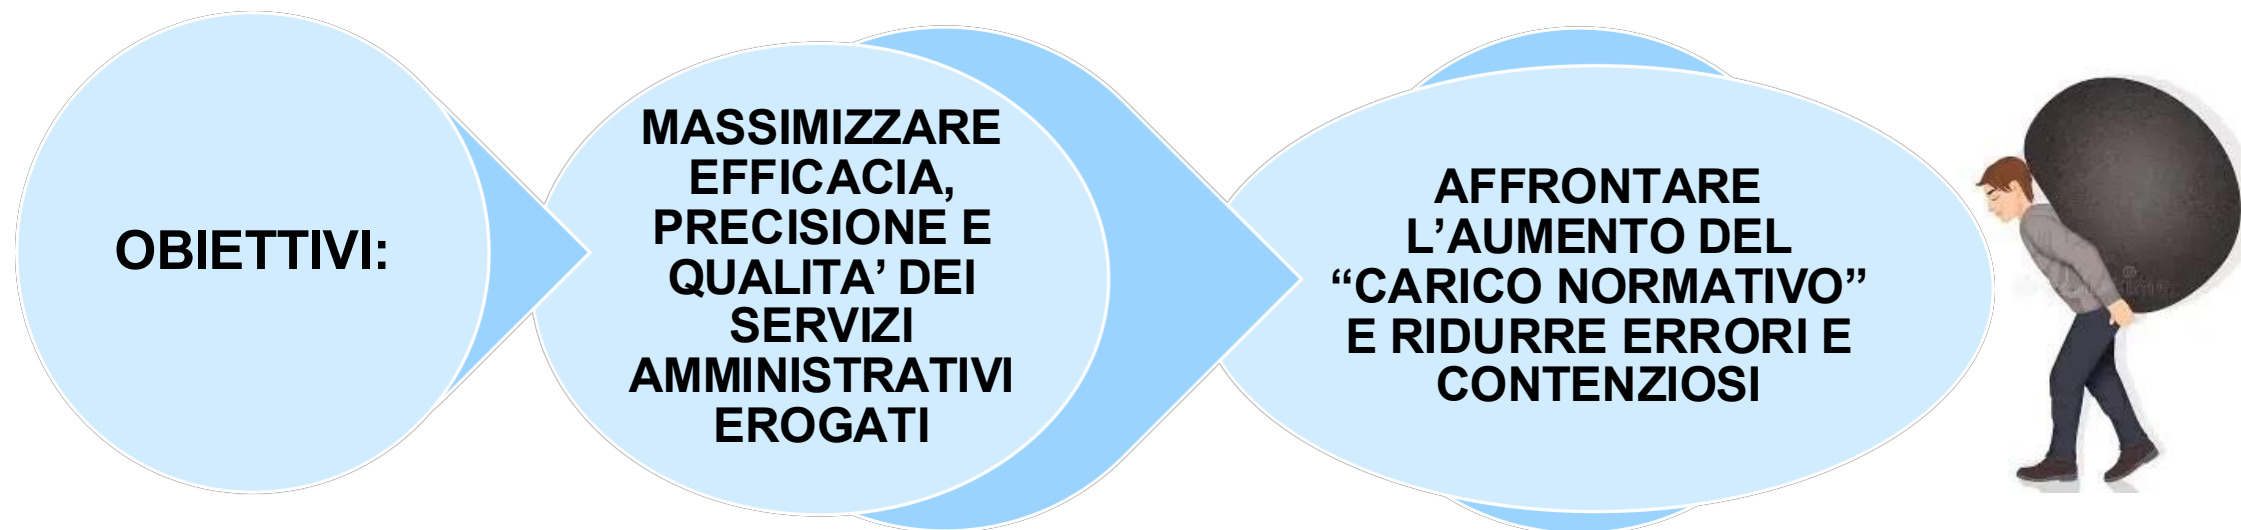 OBIETTIVI:
MASSIMIZZARE
EFFICACIA,
PRECISIONE E
QUALITA’ DEI
SERVIZI
AMMINISTRATIVI
EROGATI
AFFRONTARE
L’AUMENTO DEL
“CARICO NORMATIVO”
E RIDURRE ERRORI E
CONTENZIOSI